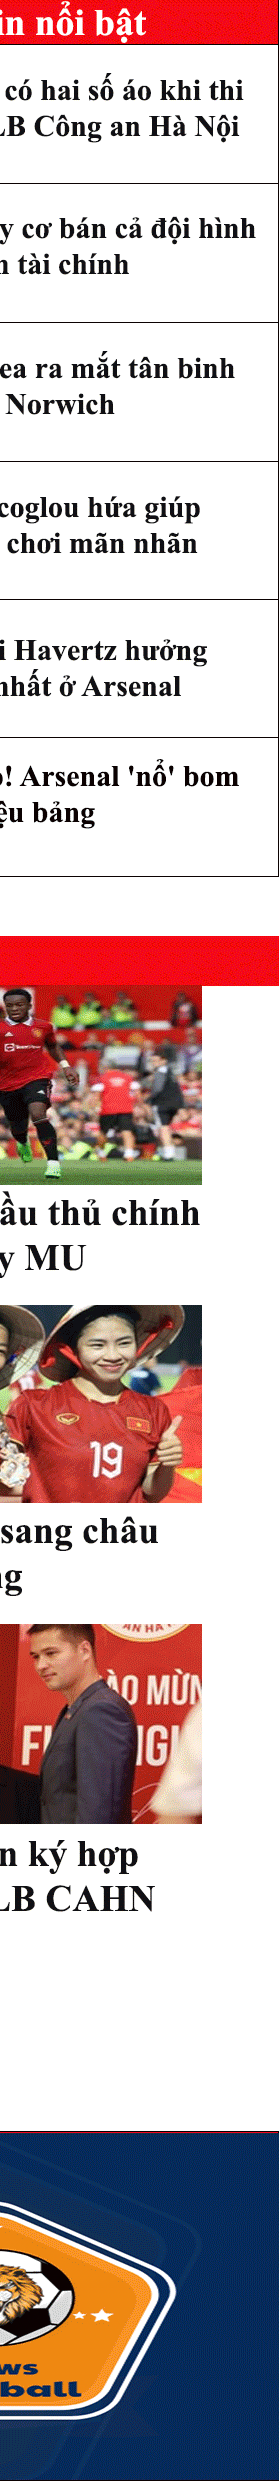 in nổi bật
có hai số áo khi thi
LB Công an Hà Nội
y cơ bán cả đội hình
n tài chính
ea ra mắt tân binh
Norwich
coglou hứa giúp
chơi mãn nhãn
i Havertz hưởng
nhất ở Arsenal
o! Arsenal 'nổ' bom
ệu bảng
ầu thủ chính
y MU
19
sang châu
ng
AN HÀ
ÀO MỪN
n ký hợp
LB CAHN
ws
ball